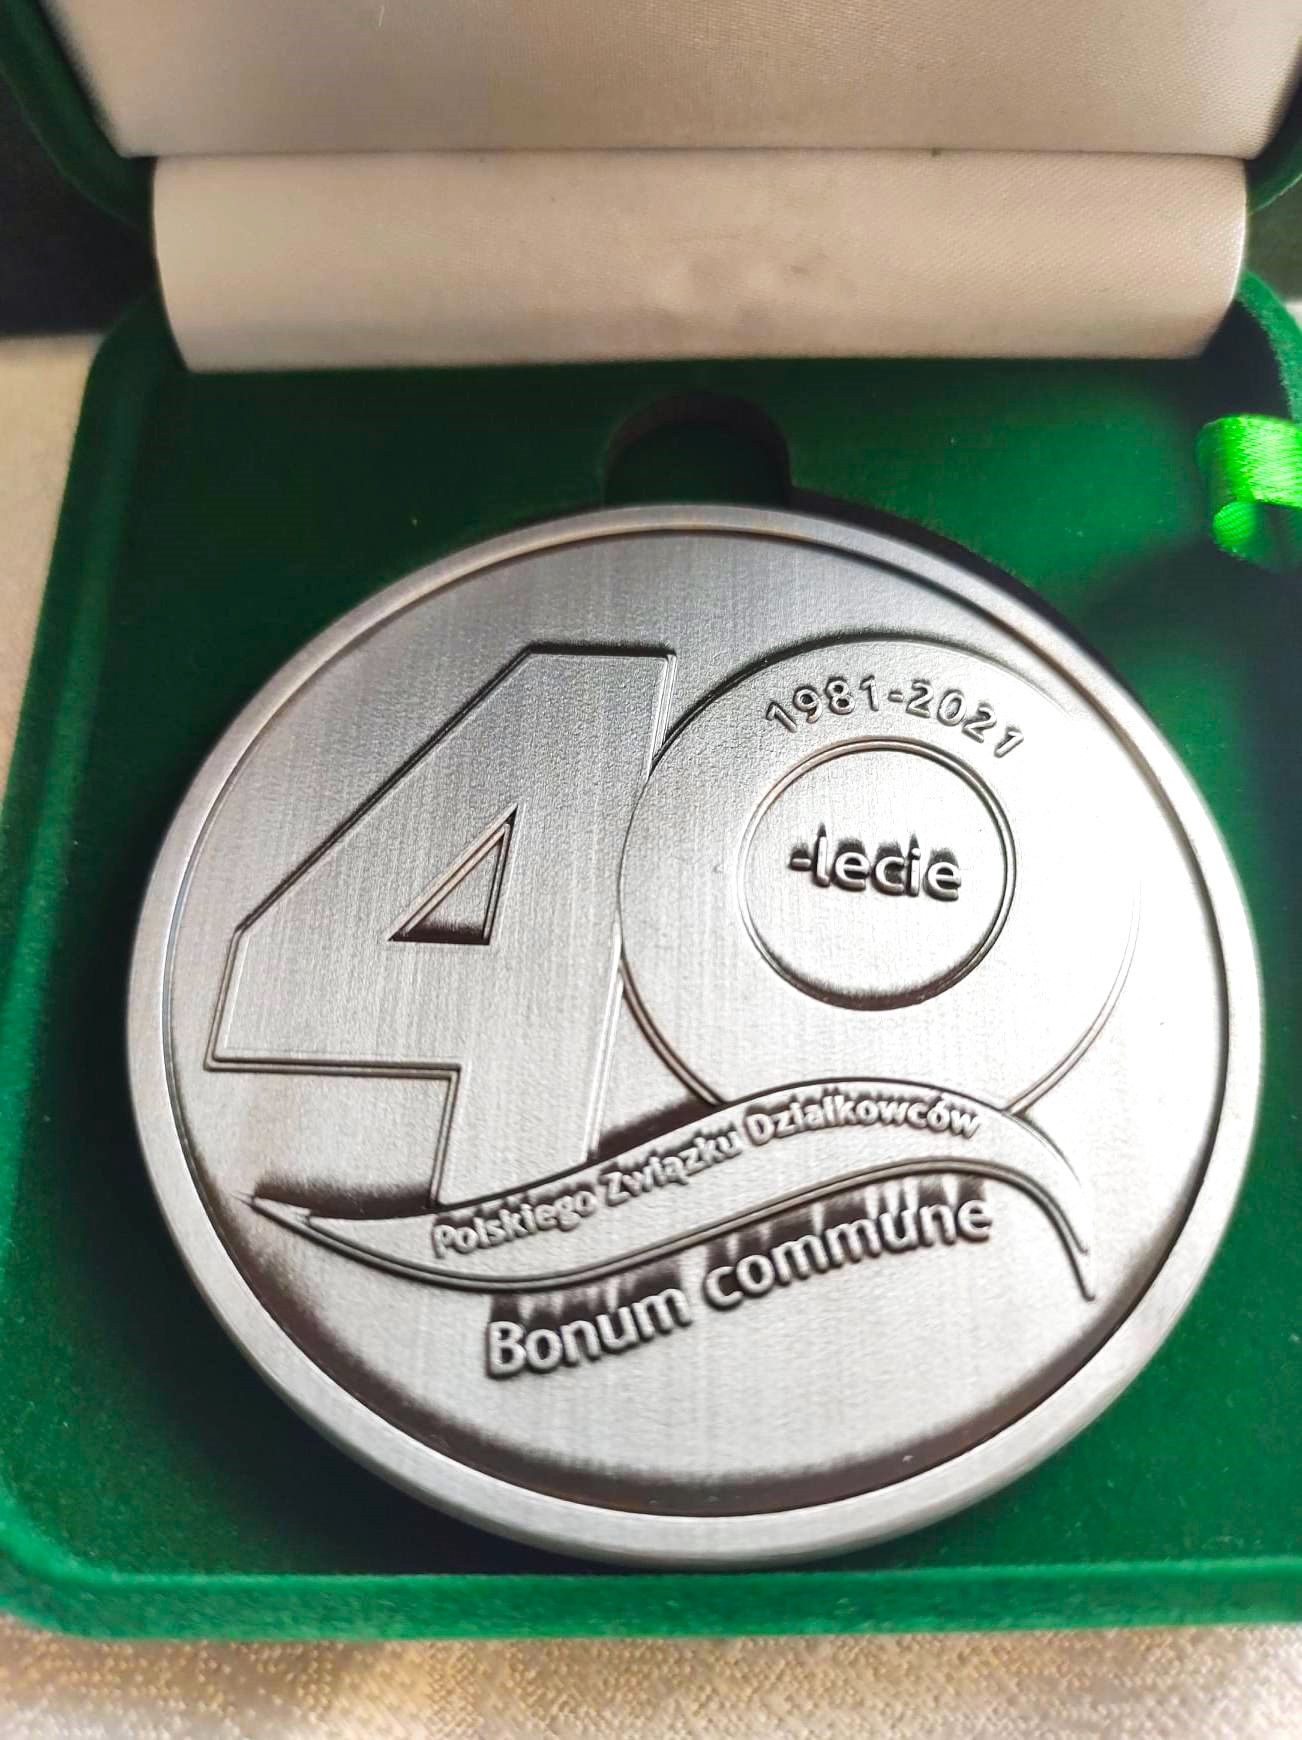 40
1981-2021
-lecie
Polskiego Związku Działkowców
Bonum commune